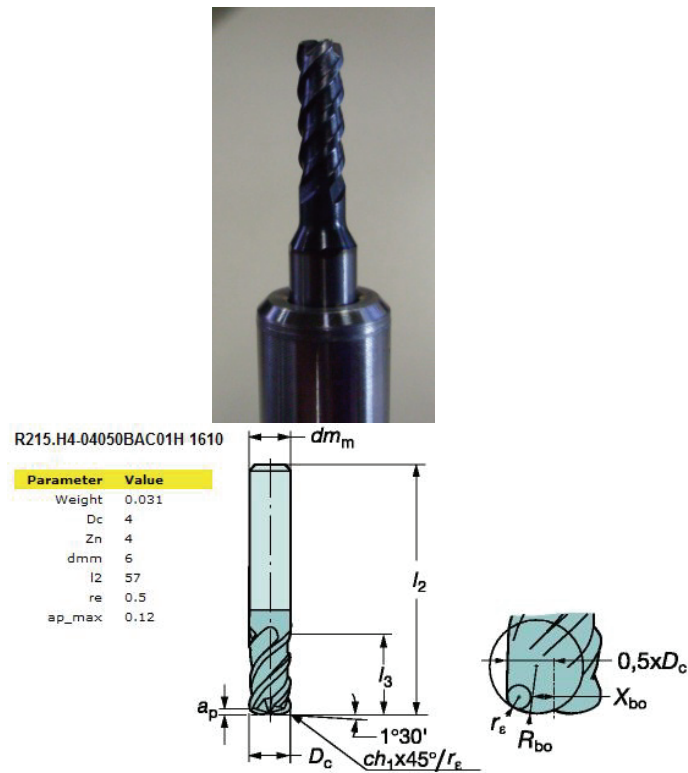 R215.H4-04050BAC01H 1610
Parameter Value
Weight 0.031
Dc 4
Zn 4
dmm 6
l2 57
re 0.5
ap_max 0.12
dmm
l2
l3
ap
1°30'
Dc
ch1x45°/rε
0,5xDc
Xbo
rε
Rbo